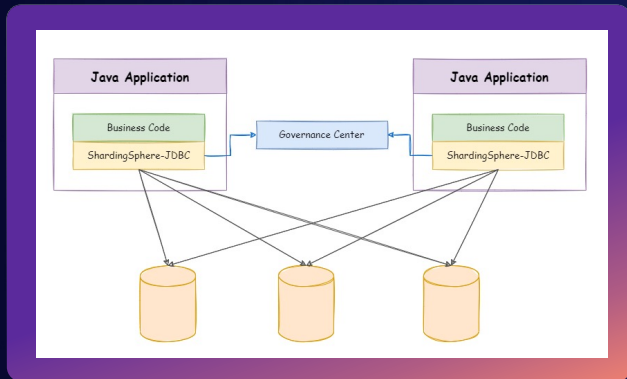 Java Application
Java Application
Business Code
Governance Center
Business Code
ShardingSphere-JDBC
ShardingSphere-JDBC